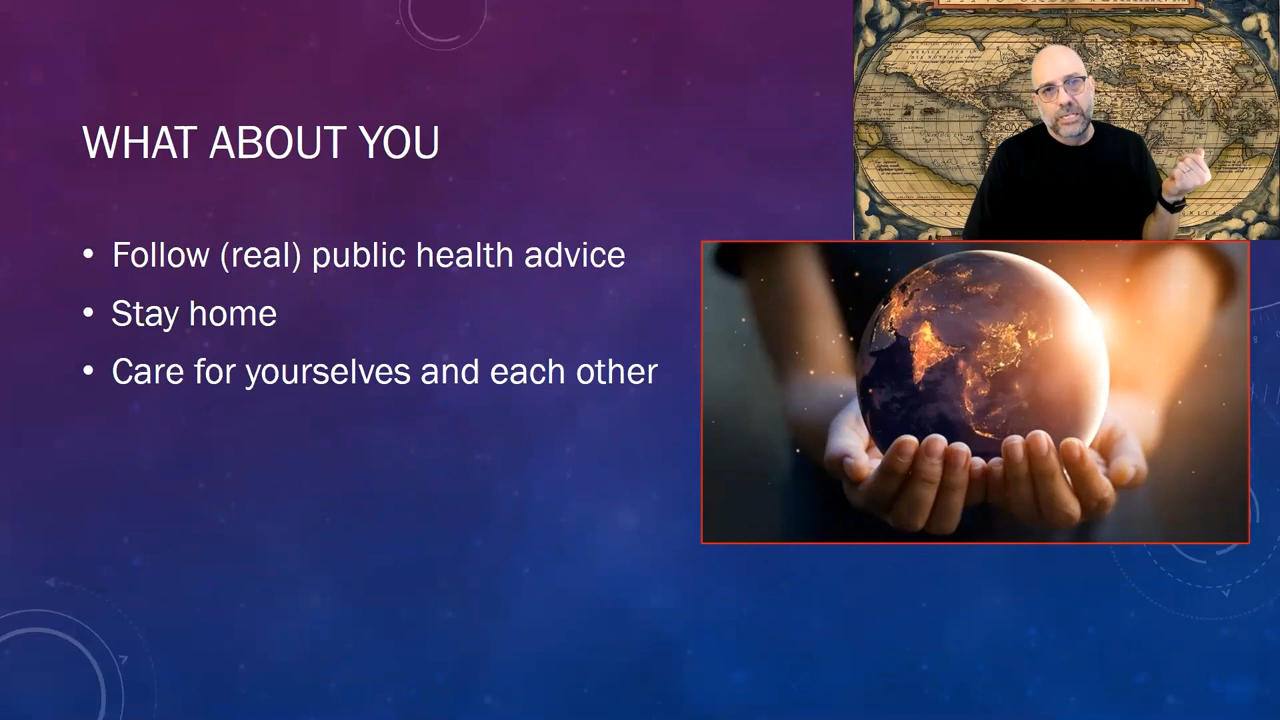 WHAT ABOUT YOU
• Follow (real) public health advice
• Stay home
• Care for yourselves and each other